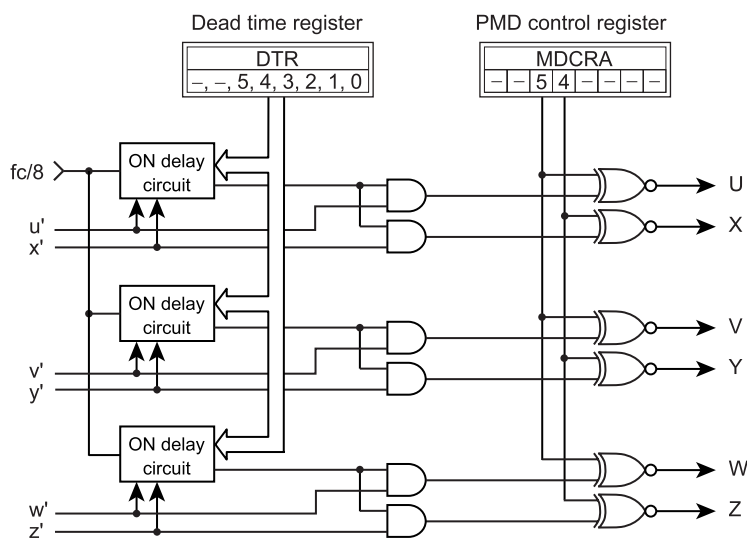 Dead time register
PMD control register
DTR
–, –, 5, 4, 3, 2, 1, 0
MDCRA
– – 5 4 – – – –
fc/8
ON delay
circuit
u'
x'
U
X
ON delay
circuit
v'
y'
V
Y
ON delay
circuit
w'
z'
W
Z